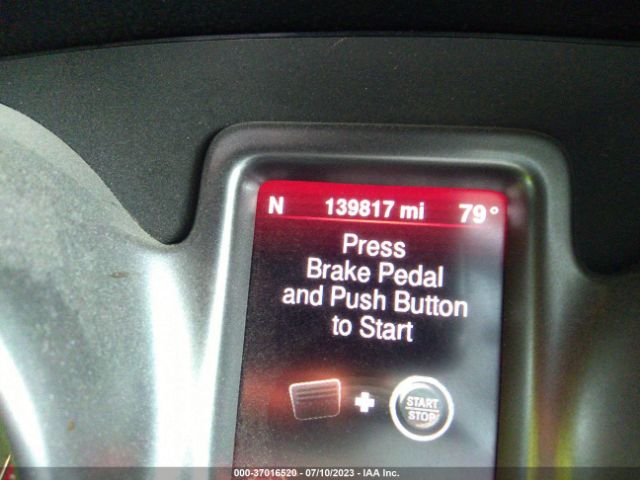 N 139817 mi 79°
Press
Brake Pedal
and Push Button
to Start
START
STOP
000-37016520 - 07/10/2023 - IAA Inc.